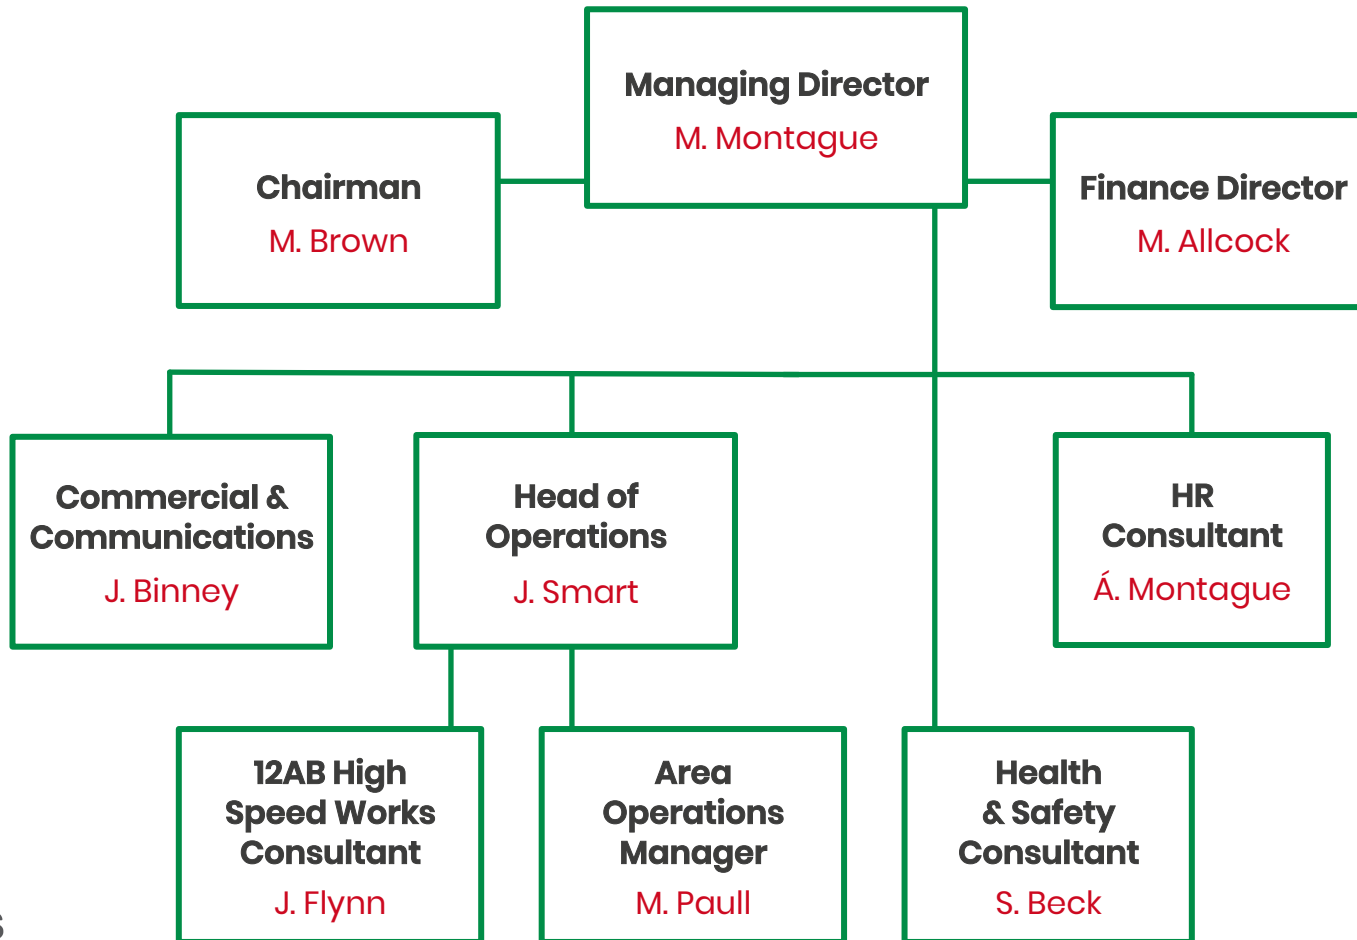 Managing Director
M. Montague
Chairman
M. Brown
Finance Director
M. Allcock
Commercial &
Communications
J. Binney
Head of
Operations
J. Smart
HR
Consultant
Á. Montague
12AB High
Speed Works
Consultant
J. Flynn
Area
Operations
Manager
M. Paull
Health
& Safety
Consultant
S. Beck
s